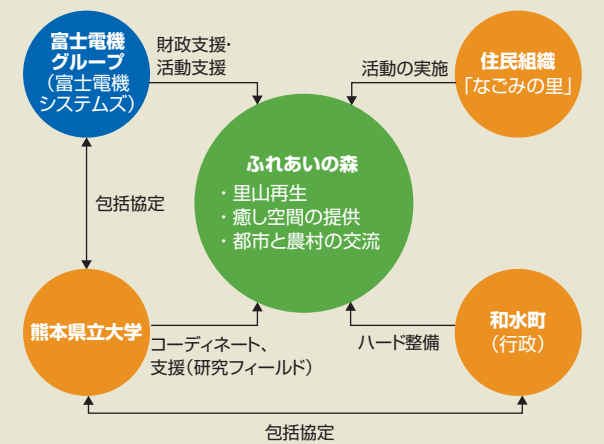 富士電機
グループ
（富士電機
システムズ）
財政支援・
活動支援
活動の実施
住民組織
「なごみの里」
ふれあいの森
・里山再生
・癒し空間の提供
・都市と農村の交流
包括協定
熊本県立大学
コーディネート、
支援（研究フィールド）
ハード整備
和水町
（行政）
包括協定